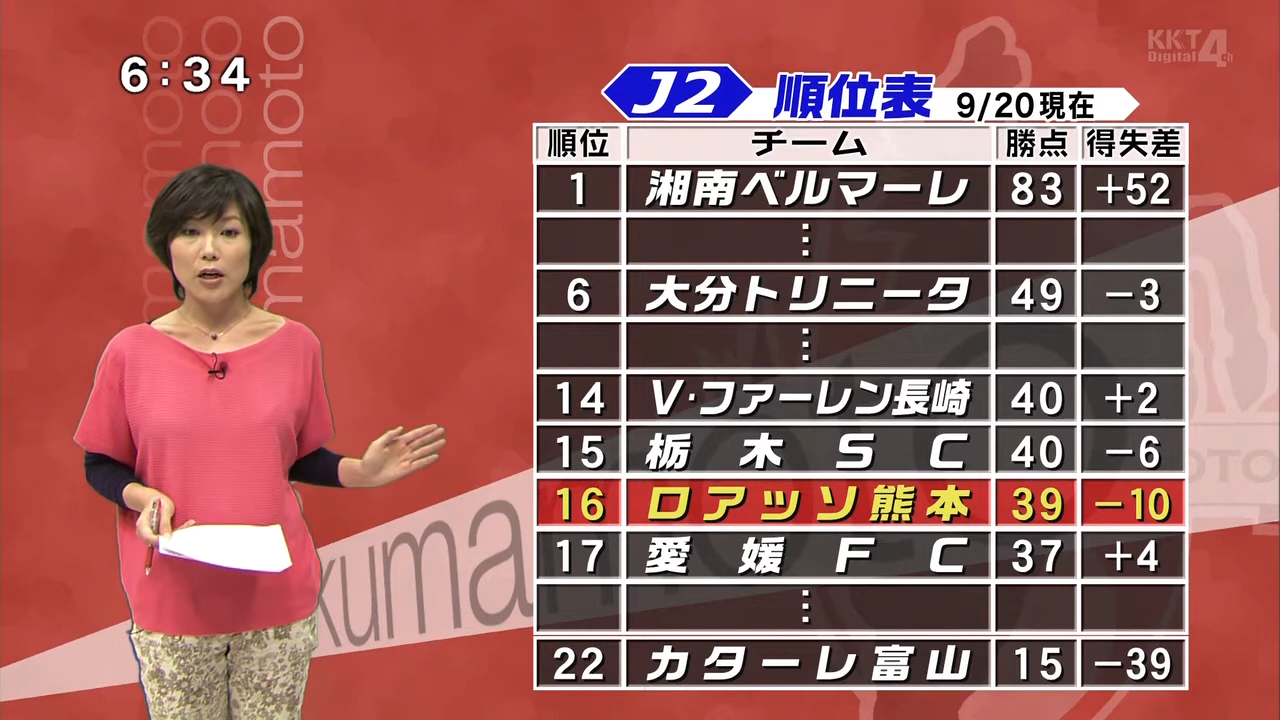 6:34
KKT4ch
Digital
J2 順位表 9/20現在
順位 チーム 勝点 得失差
1 湘南ベルマーレ 83 +52
⋮
6 大分トリニータ 49 −3
⋮
14 V・ファーレン長崎 40 +2
15 栃木SC 40 −6
16 ロアッソ熊本 39 −10
17 愛媛FC 37 +4
⋮
22 カターレ富山 15 −39
kumamoto